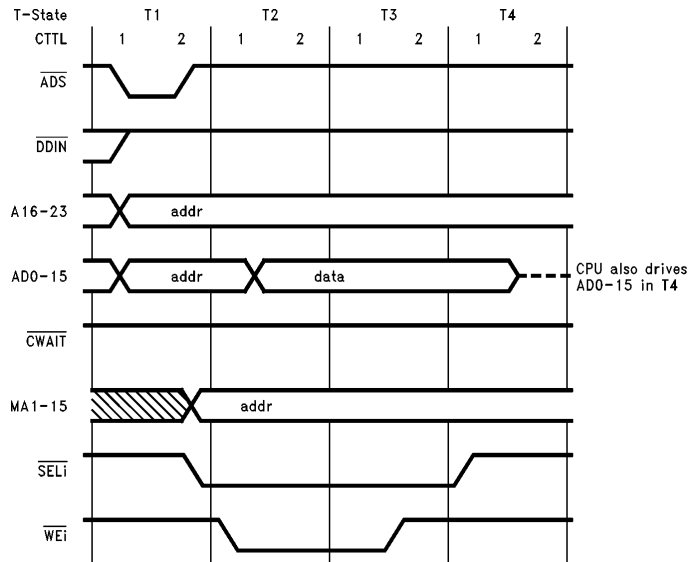 T-State T1 T2 T3 T4
CTTL 1 2 1 2 1 2 1 2
ADS
DDIN
A16-23 addr
AD0-15 addr data CPU also drives
AD0-15 in T4
CWAIT
MA1-15 addr
SELi
WEi